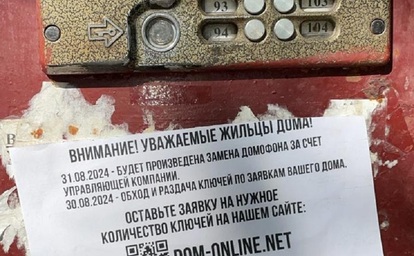 93 103
94 104
ВНИМАНИЕ! УВАЖАЕМЫЕ ЖИЛЬЦЫ ДОМА!
31.08.2024 - БУДЕТ ПРОИЗВЕДЕНА ЗАМЕНА ДОМОФОНА ЗА СЧЕТ
УПРАВЛЯЮЩЕЙ КОМПАНИИ.
30.08.2024 - ОБХОД И РАЗДАЧА КЛЮЧЕЙ ПО ЗАЯВКАМ ВАШЕГО ДОМА.
ОСТАВЬТЕ ЗАЯВКУ НА НУЖНОЕ
КОЛИЧЕСТВО КЛЮЧЕЙ НА НАШЕМ САЙТЕ:
DOM-ONLINE.NET